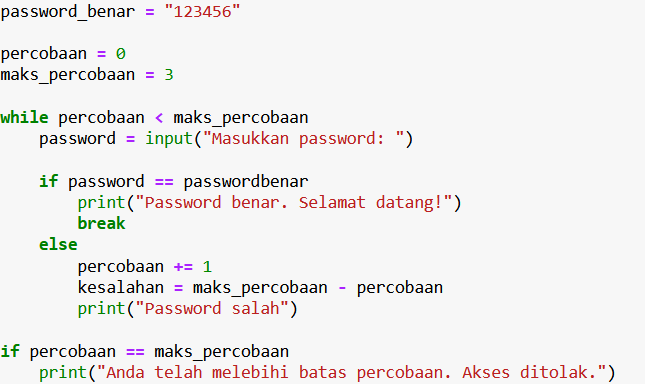 password_benar = "123456"

percobaan = 0
maks_percobaan = 3

while percobaan < maks_percobaan
    password = input("Masukkan password: ")

    if password == passwordbenar
        print("Password benar. Selamat datang!")
        break
    else
        percobaan += 1
        kesalahan = maks_percobaan - percobaan
        print("Password salah")

if percobaan == maks_percobaan
    print("Anda telah melebihi batas percobaan. Akses ditolak.")